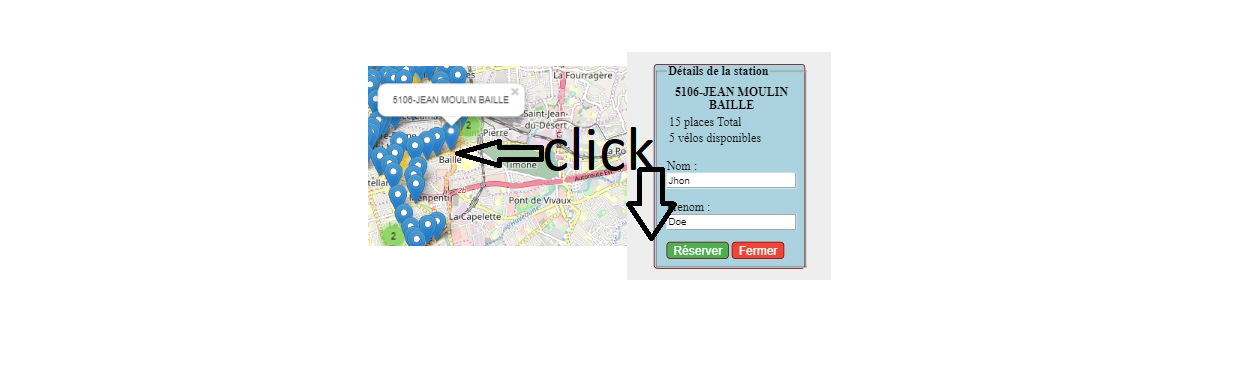 La Fourragère
5106-JEAN MOULIN BAILLE
×
2
Saint-Jean-
du-Désert
Pierre
Baille
Timone
Autoroute Est
La Capelette
Pont de Vivaux
2
click
Détails de la station
5106-JEAN MOULIN
BAILLE
15 places Total
5 vélos disponibles
Nom :
Jhon
Doe
Réserver Fermer